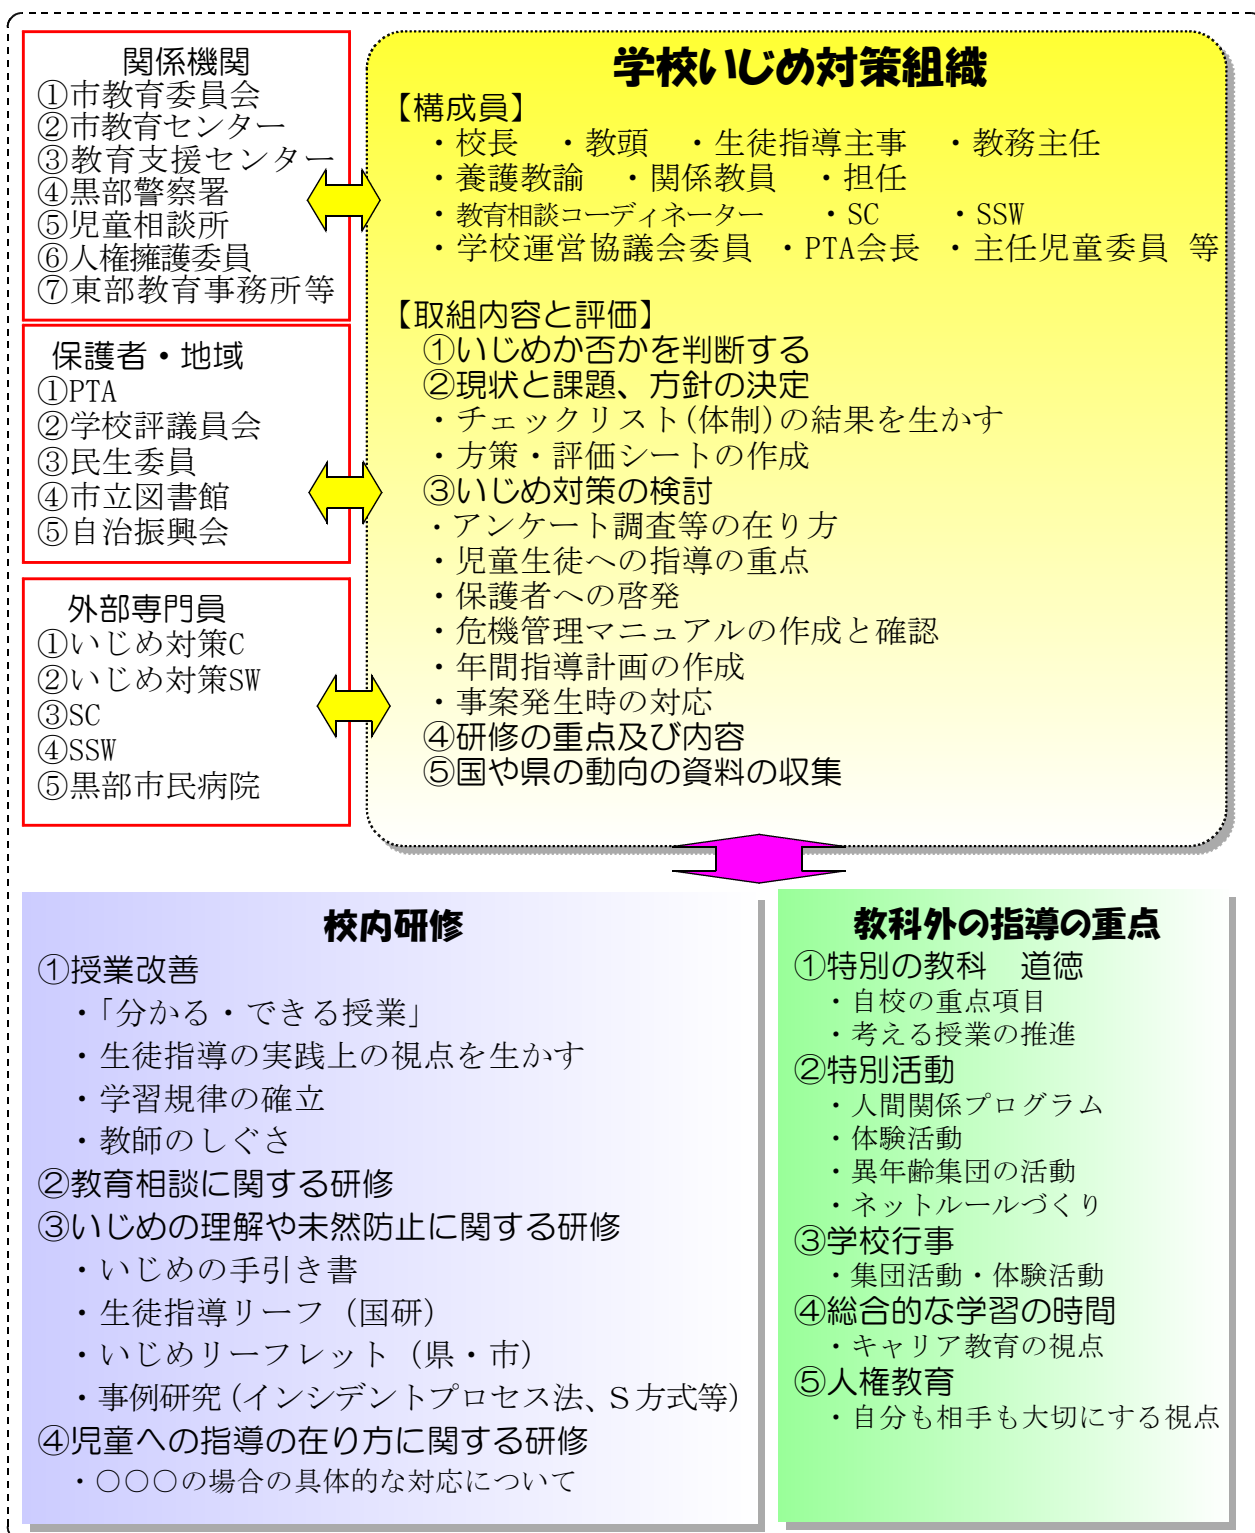 関係機関
①市教育委員会
②市教育センター
③教育支援センター
④黒部警察署
⑤児童相談所
⑥人権擁護委員
⑦東部教育事務所等
保護者・地域
①PTA
②学校評議員会
③民生委員
④市立図書館
⑤自治振興会
外部専門員
①いじめ対策C
②いじめ対策SW
③SC
④SSW
⑤黒部市民病院
学校いじめ対策組織
【構成員】
・校長 ・教頭 ・生徒指導主事 ・教務主任
・養護教諭 ・関係教員 ・担任
・教育相談コーディネーター ・SC ・SSW
・学校運営協議会委員 ・PTA会長 ・主任児童委員 等
【取組内容と評価】
①いじめか否かを判断する
②現状と課題、方針の決定
・チェックリスト(体制)の結果を生かす
・方策・評価シートの作成
③いじめ対策の検討
・アンケート調査等の在り方
・児童生徒への指導の重点
・保護者への啓発
・危機管理マニュアルの作成と確認
・年間指導計画の作成
・事案発生時の対応
④研修の重点及び内容
⑤国や県の動向の資料の収集
校内研修
①授業改善
・「分かる・できる授業」
・生徒指導の実践上の視点を生かす
・学習規律の確立
・教師のしぐさ
②教育相談に関する研修
③いじめの理解や未然防止に関する研修
・いじめの手引き書
・生徒指導リーフ（国研）
・いじめリーフレット（県・市）
・事例研究（インシデントプロセス法、Ｓ方式等）
④児童への指導の在り方に関する研修
・○○○の場合の具体的な対応について
教科外の指導の重点
①特別の教科　道徳
・自校の重点項目
・考える授業の推進
②特別活動
・人間関係プログラム
・体験活動
・異年齢集団の活動
・ネットルールづくり
③学校行事
・集団活動・体験活動
④総合的な学習の時間
・キャリア教育の視点
⑤人権教育
・自分も相手も大切にする視点